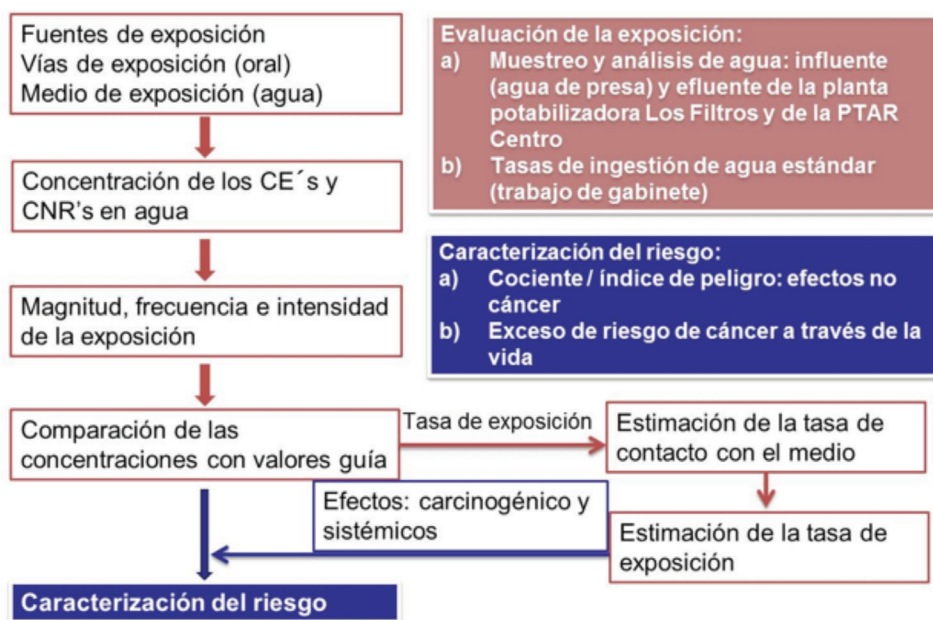 Fuentes de exposición
Vías de exposición (oral)
Medio de exposición (agua)
Concentración de los CE´s y
CNR’s en agua
Magnitud, frecuencia e intensidad
de la exposición
Comparación de las
concentraciones con valores guía
Tasa de exposición
Estimación de la tasa de
contacto con el medio
Efectos: carcinogénico y
sistémicos
Estimación de la tasa de
exposición
Caracterización del riesgo
Evaluación de la exposición:
a) Muestreo y análisis de agua: influente
(agua de presa) y efluente de la planta
potabilizadora Los Filtros y de la PTAR
Centro
b) Tasas de ingestión de agua estándar
(trabajo de gabinete)
Caracterización del riesgo:
a) Cociente / índice de peligro: efectos no
cáncer
b) Exceso de riesgo de cáncer a través de la
vida